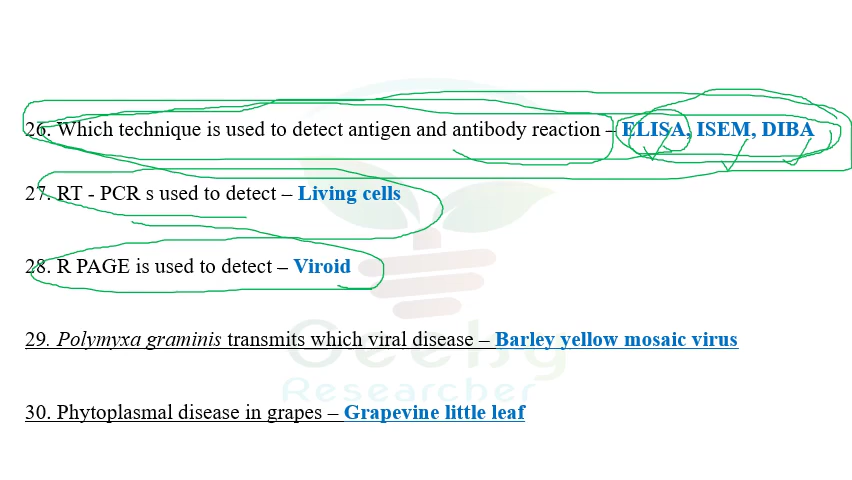 26. Which technique is used to detect antigen and antibody reaction – ELISA, ISEM, DIBA
27. RT - PCR s used to detect – Living cells
28. R PAGE is used to detect – Viroid
29. Polymyxa graminis transmits which viral disease – Barley yellow mosaic virus
30. Phytoplasmal disease in grapes – Grapevine little leaf
Researcher